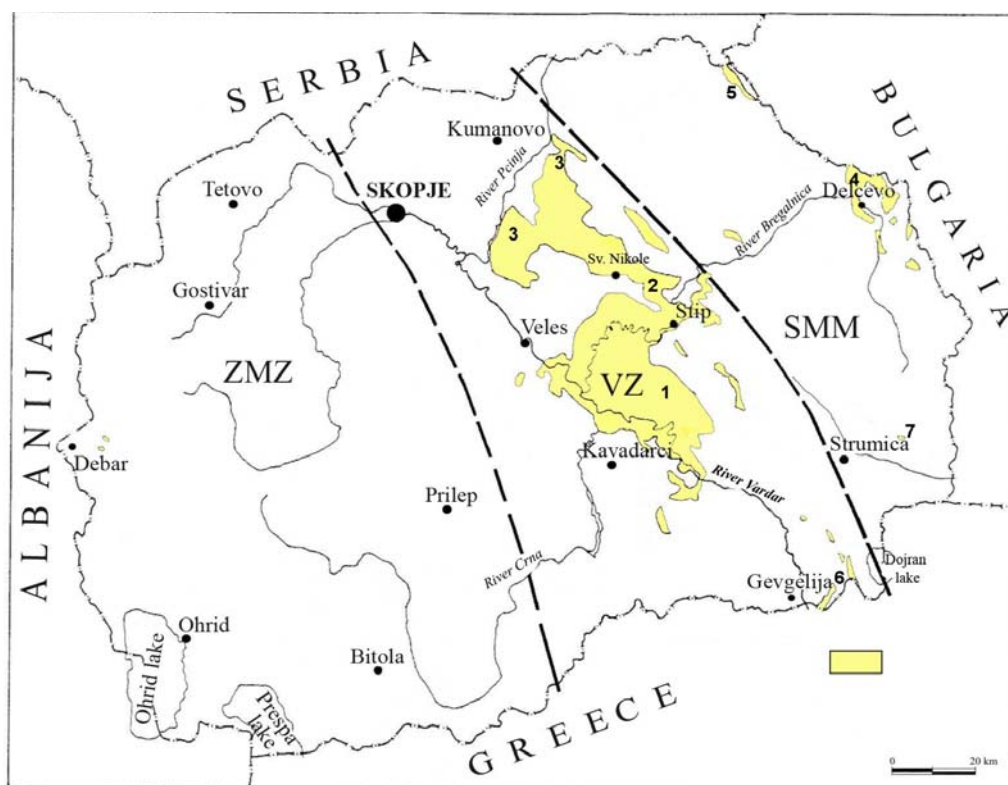 SERBIA
BULGARIA
5
Kumanovo
River Pcinja
3
4
Tetovo
SKOPJE
Delcevo
3
River Bregalnica
Sv. Nikole
2
Gostivar
Stip
Veles
SMM
ZMZ
VZ
1
ALBANIJA
7
Debar
Kavadarci
Strumica
River Vardar
Prilep
River Crna
Dojran
lake
Gevgelija
6
Ohrid
Ohrid lake
Bitola
Prespa
lake
GREECE
0 20 km